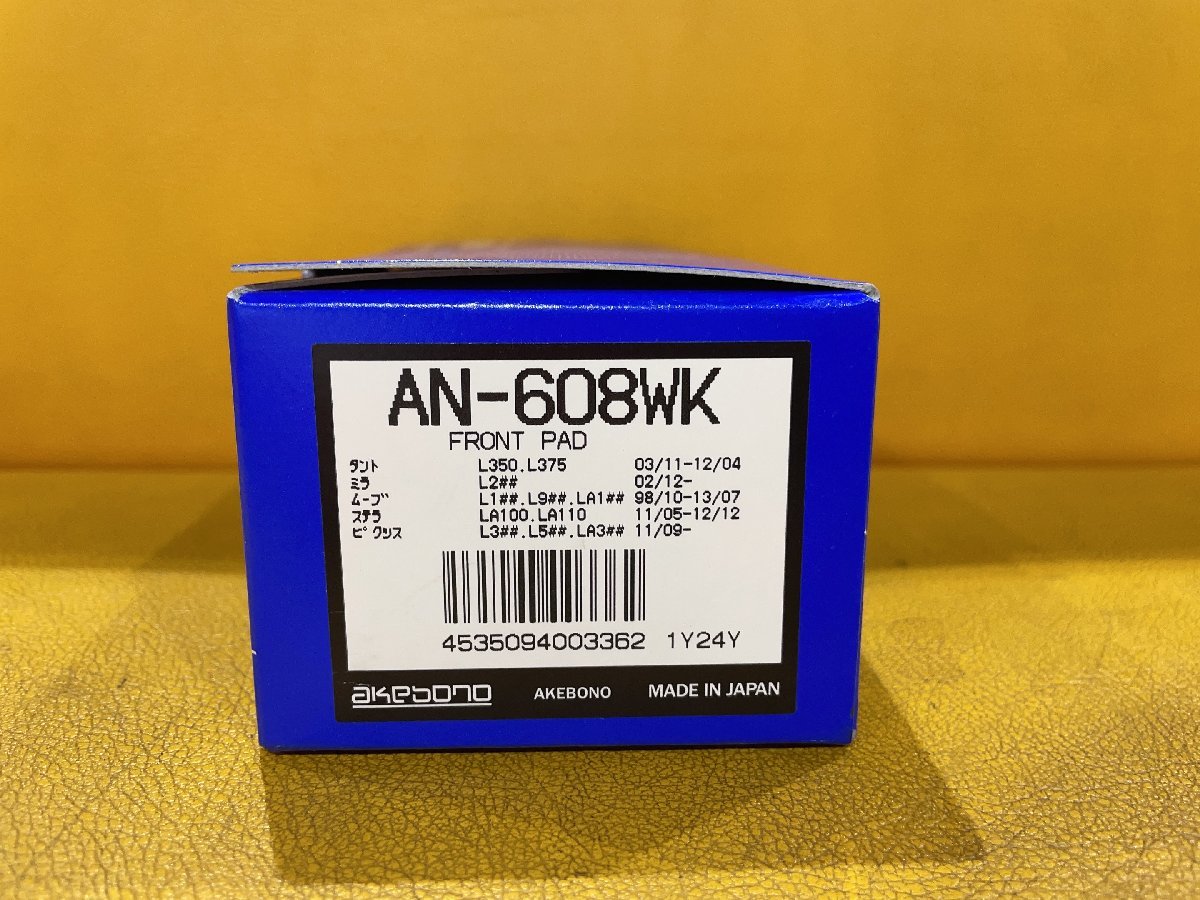 AN-608WK
FRONT PAD
ﾀﾝﾄ L350.L375 03/11-12/04
ﾐﾗ L2## 02/12-
ﾑｰﾌﾞ L1##.L9##.LA1## 98/10-13/07
ｽﾃﾗ LA100.LA110 11/05-12/12
ﾋﾟｸｼｽ L3##.L5##.LA3## 11/09-
4535094003362 1Y24Y
akebono AKEBONO MADE IN JAPAN